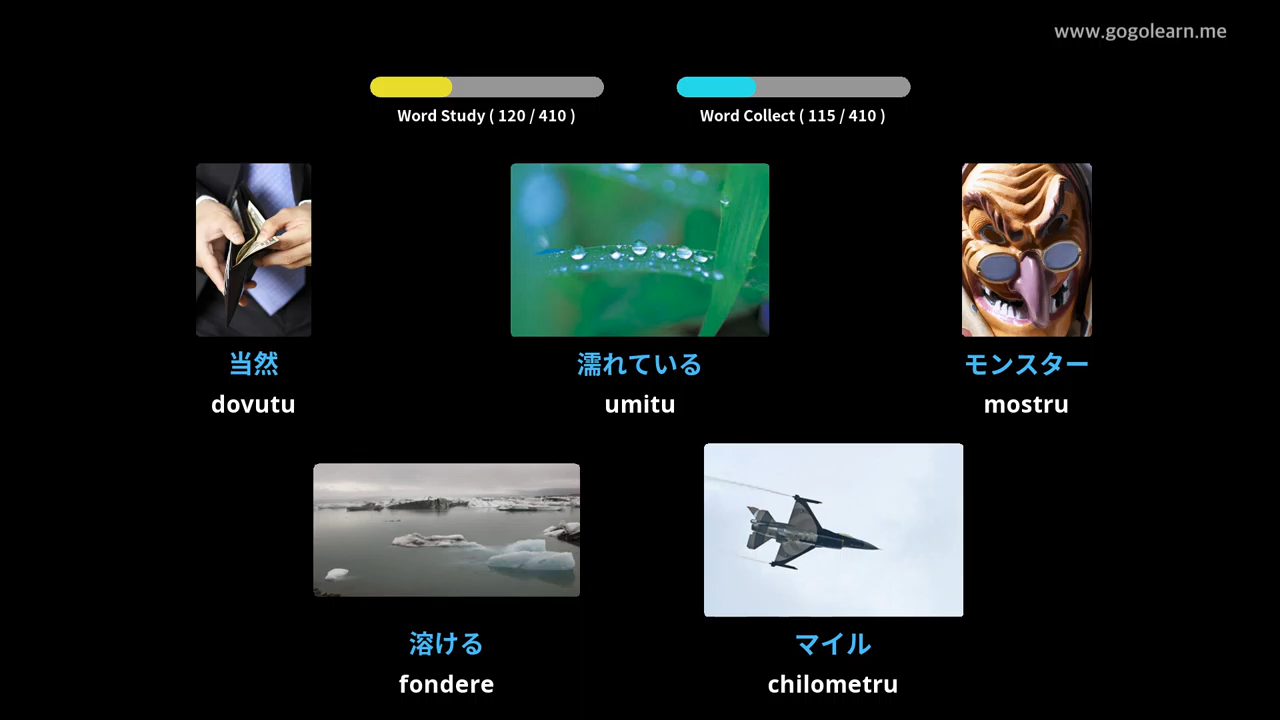 www.gogolearn.me
Word Study ( 120 / 410 )
Word Collect ( 115 / 410 )
当然
dovutu
濡れている
umitu
モンスター
mostru
溶ける
fondere
マイル
chilometru